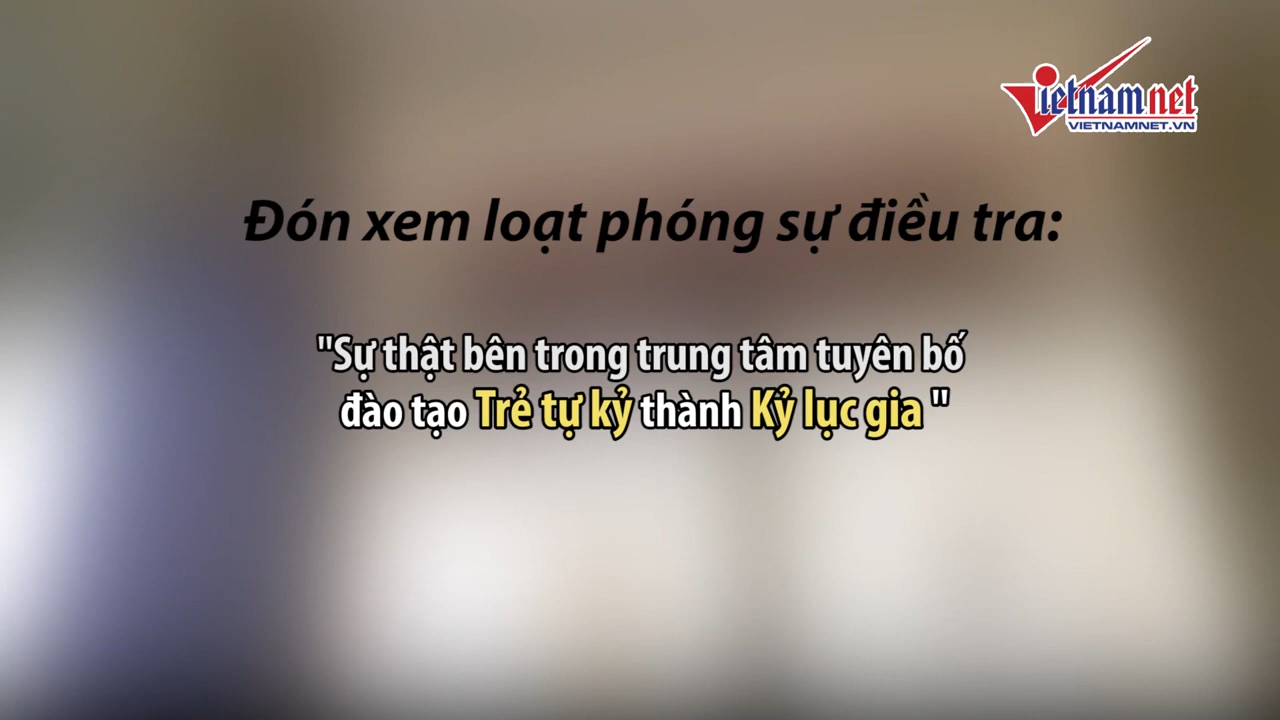 vietnamnet
VIETNAMNET.VN
Đón xem loạt phóng sự điều tra:
"Sự thật bên trong trung tâm tuyên bố
đào tạo Trẻ tự kỷ thành Kỷ lục gia "